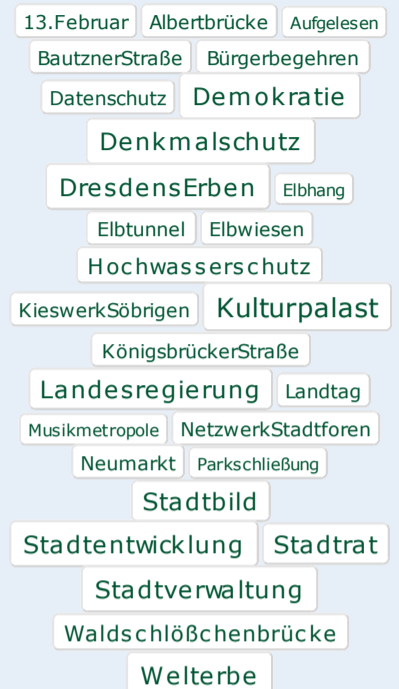 13.Februar Albertbrücke Aufgelesen
BautznerStraße Bürgerbegehren
Datenschutz Demokratie
Denkmalschutz
DresdensErben Elbhang
Elbtunnel Elbwiesen
Hochwasserschutz
KieswerkSöbrigen Kulturpalast
KönigsbrückerStraße
Landesregierung Landtag
Musikmetropole NetzwerkStadtforen
Neumarkt Parkschließung
Stadtbild
Stadtentwicklung Stadtrat
Stadtverwaltung
Waldschlößchenbrücke
Welterbe